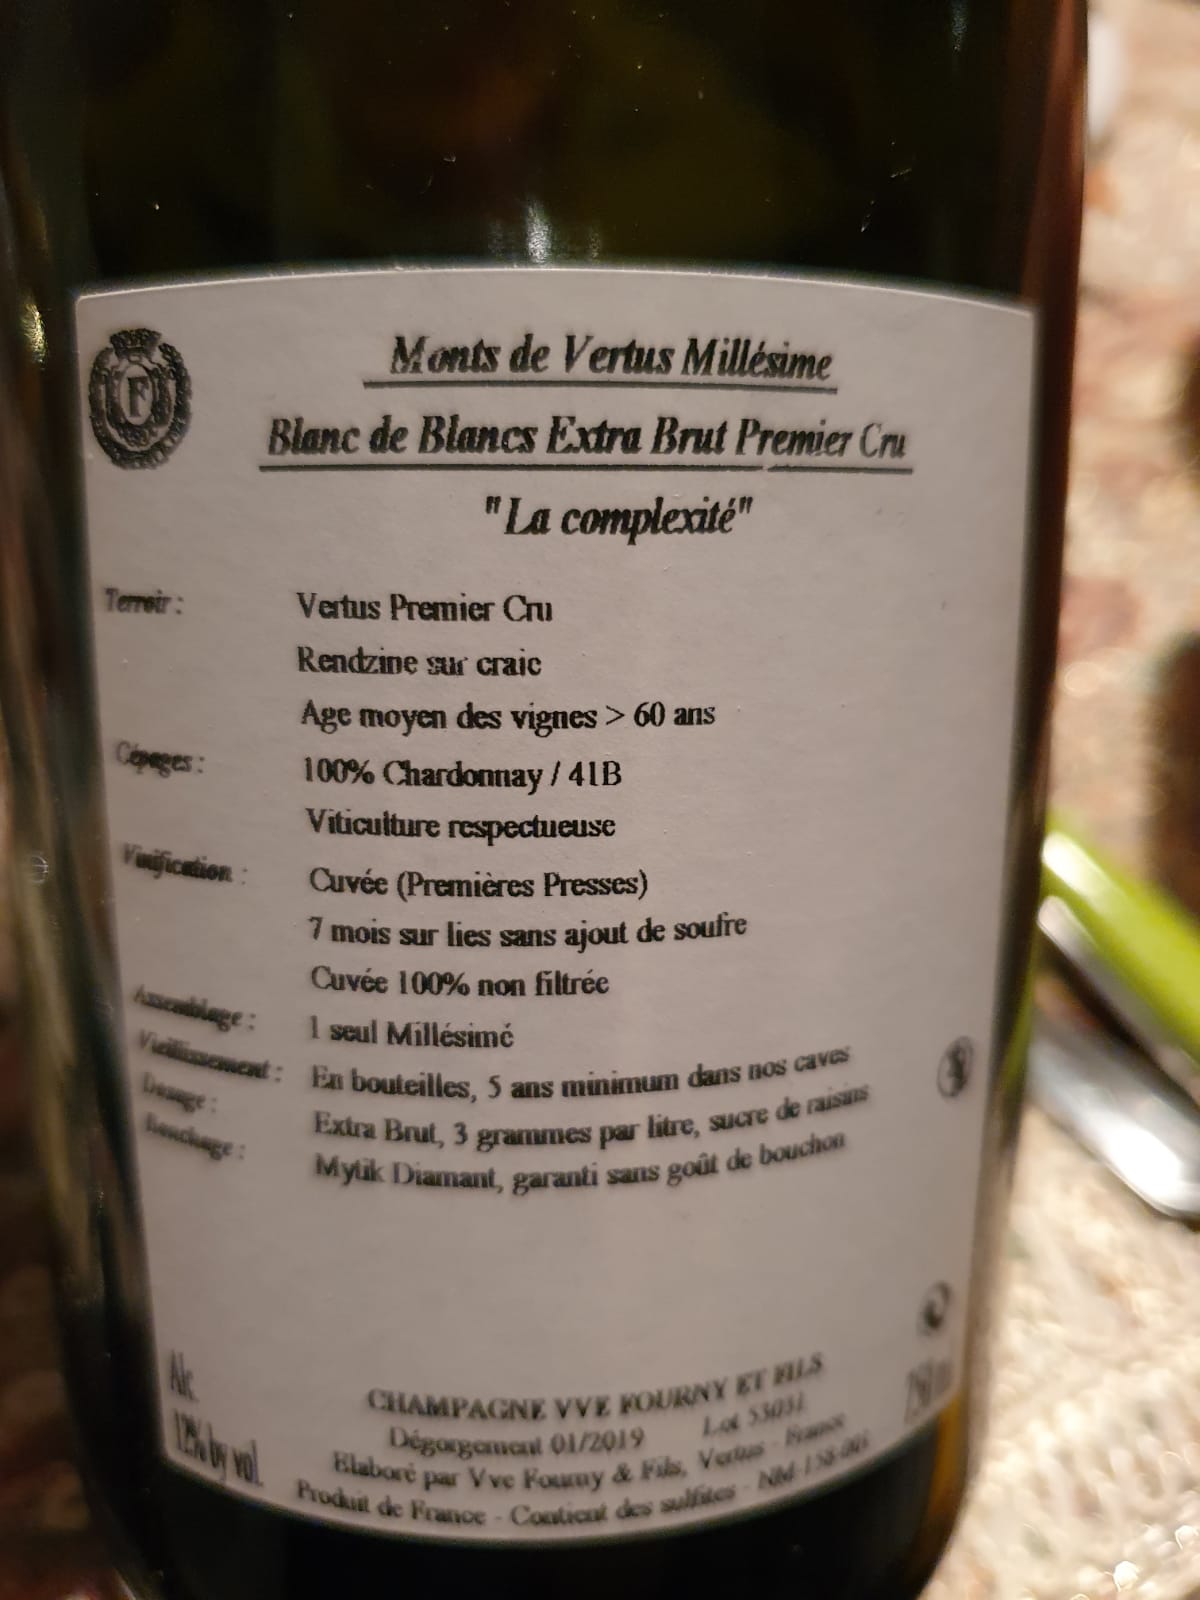 F
Monts de Vertus Millésime
Blanc de Blancs Extra Brut Premier Cru
"La complexité"
Terroir : Vertus Premier Cru
Rendzine sur craie
Age moyen des vignes > 60 ans
Cépages : 100% Chardonnay / 41B
Viticulture respectueuse
Vinification : Cuvée (Premières Presses)
7 mois sur lies sans ajout de soufre
Cuvée 100% non filtrée
Assemblage : 1 seul Millésimé
Vieillissement : En bouteilles, 5 ans minimum dans nos caves
Dosage : Extra Brut, 3 grammes par litre, sucre de raisins
Bouchage : Mytik Diamant, garanti sans goût de bouchon
Alc.
12% by vol.
750 ml
CHAMPAGNE VVE FOURNY ET FILS
Dégorgement 01/2019 Lot
Elaboré par Vve Fourny & Fils, Vertus - France
Produit de France - Contient des sulfites -